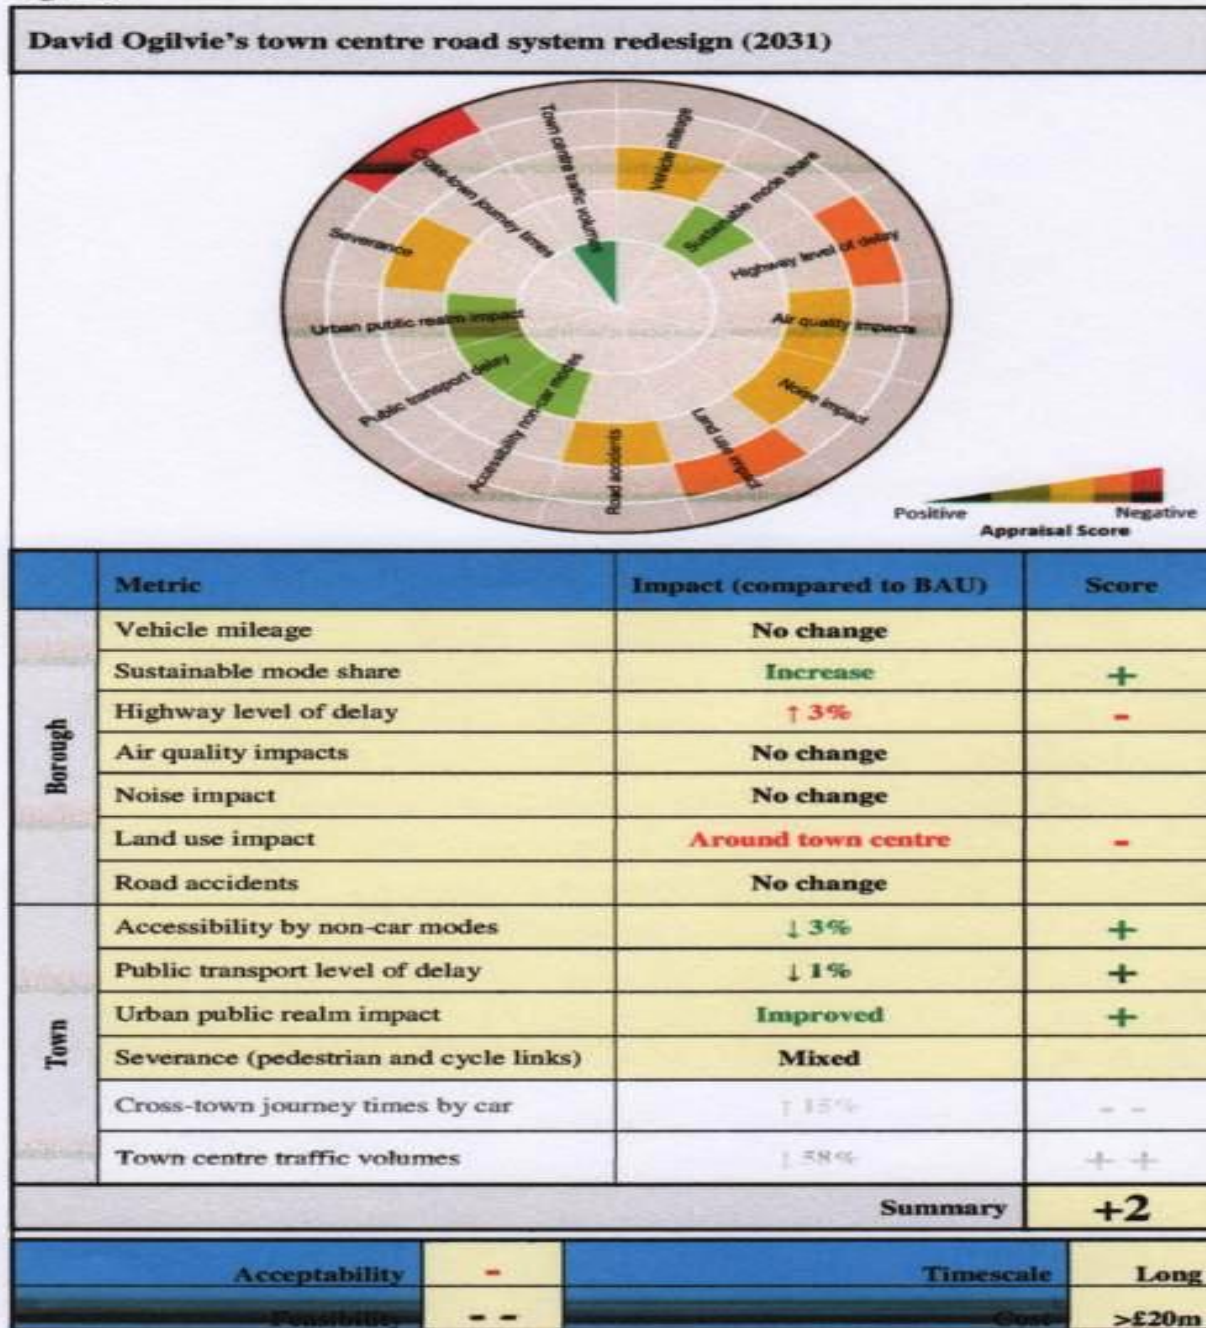 David Ogilvie's town centre road system redesign (2031)
Town centre traffic volumes
Vehicle mileage
Sustainable mode share
Highway level of delay
Air quality impacts
Noise impact
Land use impact
Road accidents
Accessibility non-car modes
Public transport delay
Urban public realm impact
Severance
Cross-town journey times
Positive Negative
Appraisal Score
Metric Impact (compared to BAU) Score
Borough
Vehicle mileage No change
Sustainable mode share Increase +
Highway level of delay ↑ 3% -
Air quality impacts No change
Noise impact No change
Land use impact Around town centre -
Road accidents No change
Town
Accessibility by non-car modes ↓ 3% +
Public transport level of delay ↓ 1% +
Urban public realm impact Improved +
Severance (pedestrian and cycle links) Mixed
Cross-town journey times by car ↑ 15% - -
Town centre traffic volumes 58% + +
Summary +2
Acceptability - Timescale Long
Feasibility - - Cost >£20m